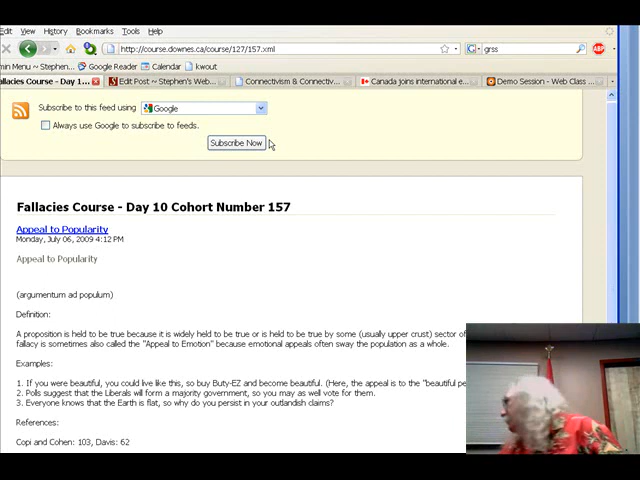 Edit View History Bookmarks Tools Help
http://course.downes.ca/course/127/157.xml
grss
ABP
min Menu ~ Stephen... Google Reader Calendar kwout
allacies Course - Day 1... Edit Post ~ Stephen's Web... Connectivism & Connectiv... Canada joins international e... Demo Session - Web Class ...
Subscribe to this feed using Google
Always use Google to subscribe to feeds.
Subscribe Now
Fallacies Course - Day 10 Cohort Number 157
Appeal to Popularity
Monday, July 06, 2009 4:12 PM
Appeal to Popularity
(argumentum ad populum)
Definition:
A proposition is held to be true because it is widely held to be true or is held to be true by some (usually upper crust) sector of
fallacy is sometimes also called the "Appeal to Emotion" because emotional appeals often sway the population as a whole.
Examples:
1. If you were beautiful, you could live like this, so buy Buty-EZ and become beautiful. (Here, the appeal is to the "beautiful pe
2. Polls suggest that the Liberals will form a majority government, so you may as well vote for them.
3. Everyone knows that the Earth is flat, so why do you persist in your outlandish claims?
References:
Copi and Cohen: 103, Davis: 62